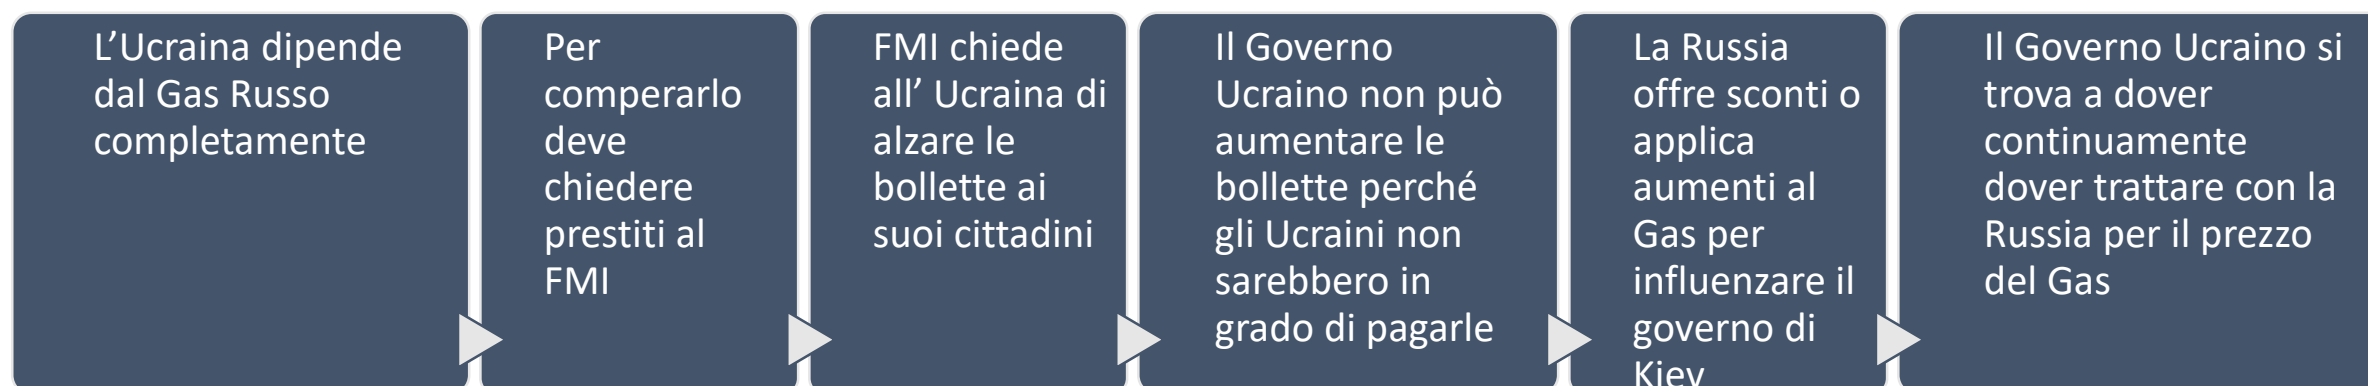 L’Ucraina dipende
dal Gas Russo
completamente
Per
comperarlo
deve
chiedere
prestiti al
FMI
FMI chiede
all’ Ucraina di
alzare le
bollette ai
suoi cittadini
Il Governo
Ucraino non può
aumentare le
bollette perché
gli Ucraini non
sarebbero in
grado di pagarle
La Russia
offre sconti o
applica
aumenti al
Gas per
influenzare il
governo di
Kiev
Il Governo Ucraino si
trova a dover
continuamente
dover trattare con la
Russia per il prezzo
del Gas